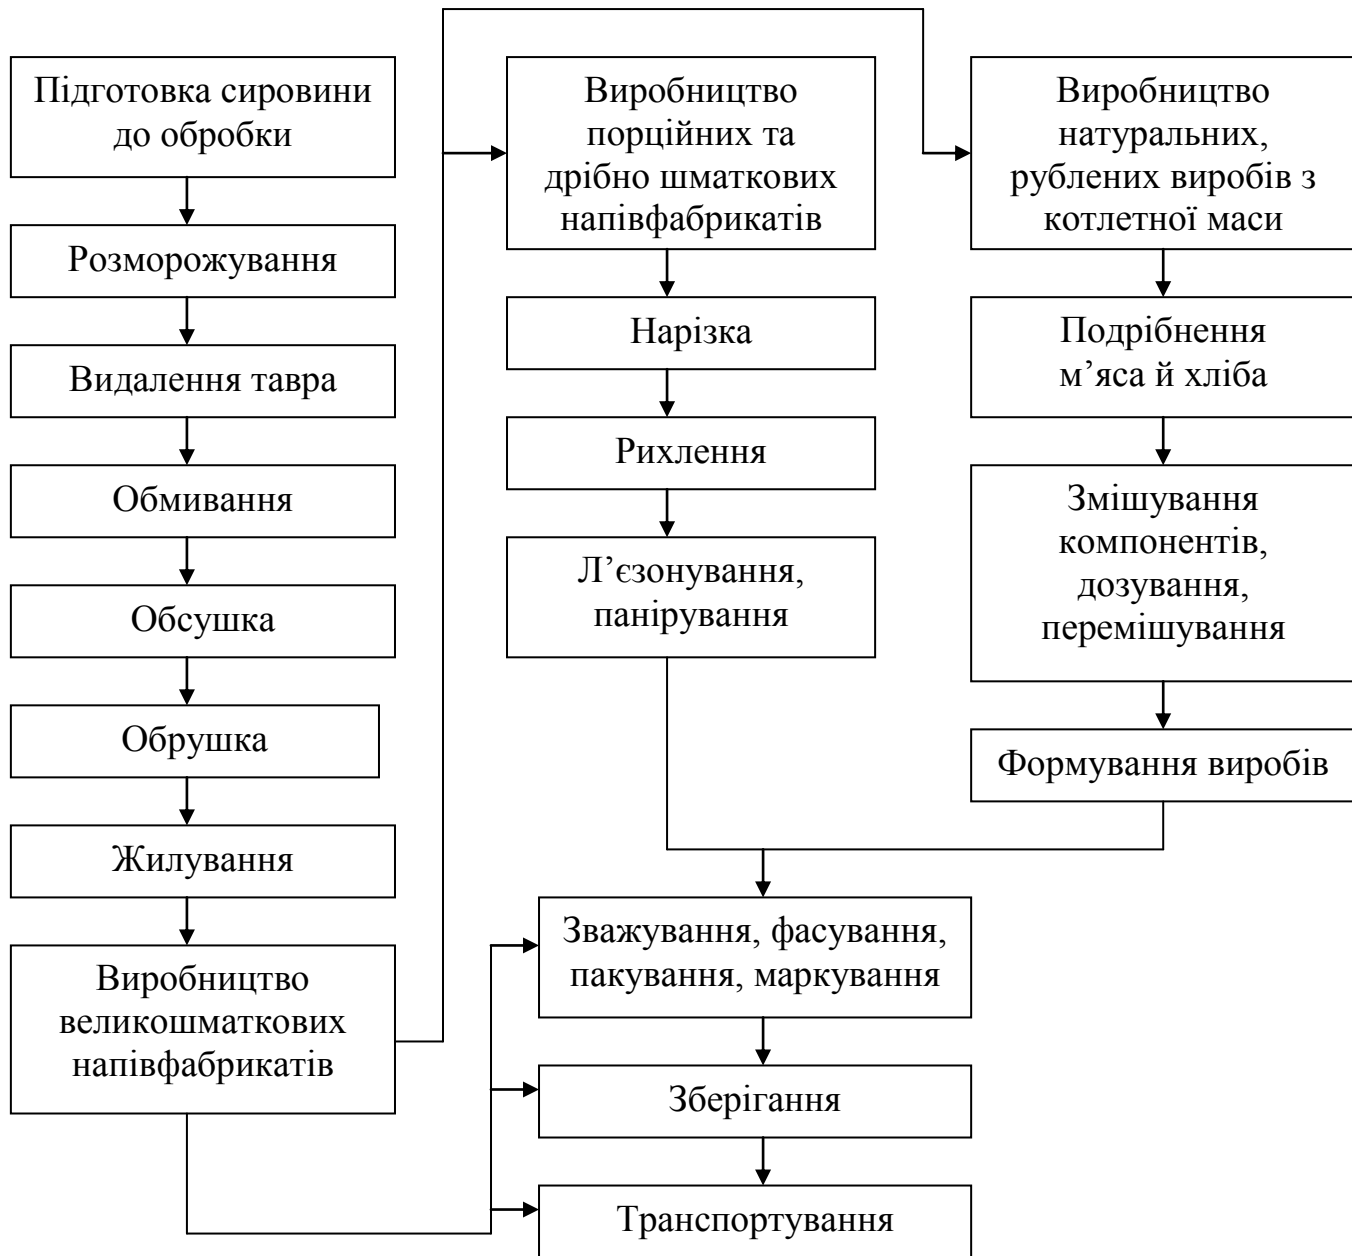 Підготовка сировини
до обробки
Розморожування
Видалення тавра
Обмивання
Обсушка
Обрушка
Жилування
Виробництво
великошматкових
напівфабрикатів
Виробництво
порційних та
дрібно шматкових
напівфабрикатів
Нарізка
Рихлення
Л’єзонування,
панірування
Виробництво
натуральних,
рублених виробів з
котлетної маси
Подрібнення
м’яса й хліба
Змішування
компонентів,
дозування,
перемішування
Формування виробів
Зважування, фасування,
пакування, маркування
Зберігання
Транспортування